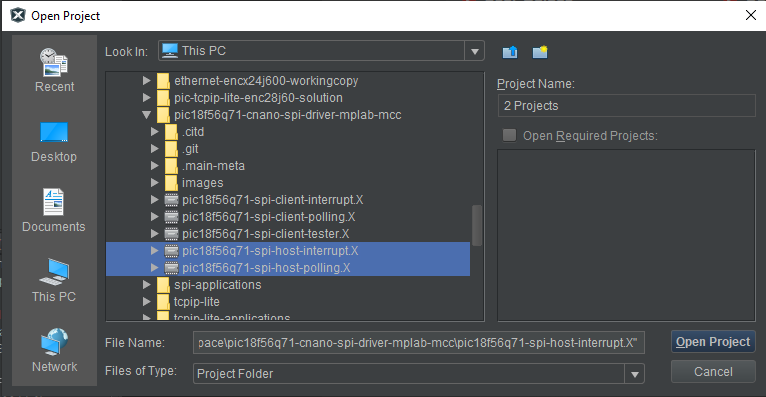 Open Project
Look In: This PC
Recent
Desktop
Documents
This PC
Network
ethernet-encx24j600-workingcopy
pic-tcpip-lite-enc28j60-solution
pic18f56q71-cnano-spi-driver-mplab-mcc
.citd
.git
.main-meta
images
pic18f56q71-spi-client-interrupt.X
pic18f56q71-spi-client-polling.X
pic18f56q71-spi-client-tester.X
pic18f56q71-spi-host-interrupt.X
pic18f56q71-spi-host-polling.X
spi-applications
tcpip-lite
tcpip-lite-applications
Project Name:
2 Projects
Open Required Projects:
File Name: pace\pic18f56q71-cnano-spi-driver-mplab-mcc\pic18f56q71-spi-host-interrupt.X"
Open Project
Files of Type: Project Folder
Cancel